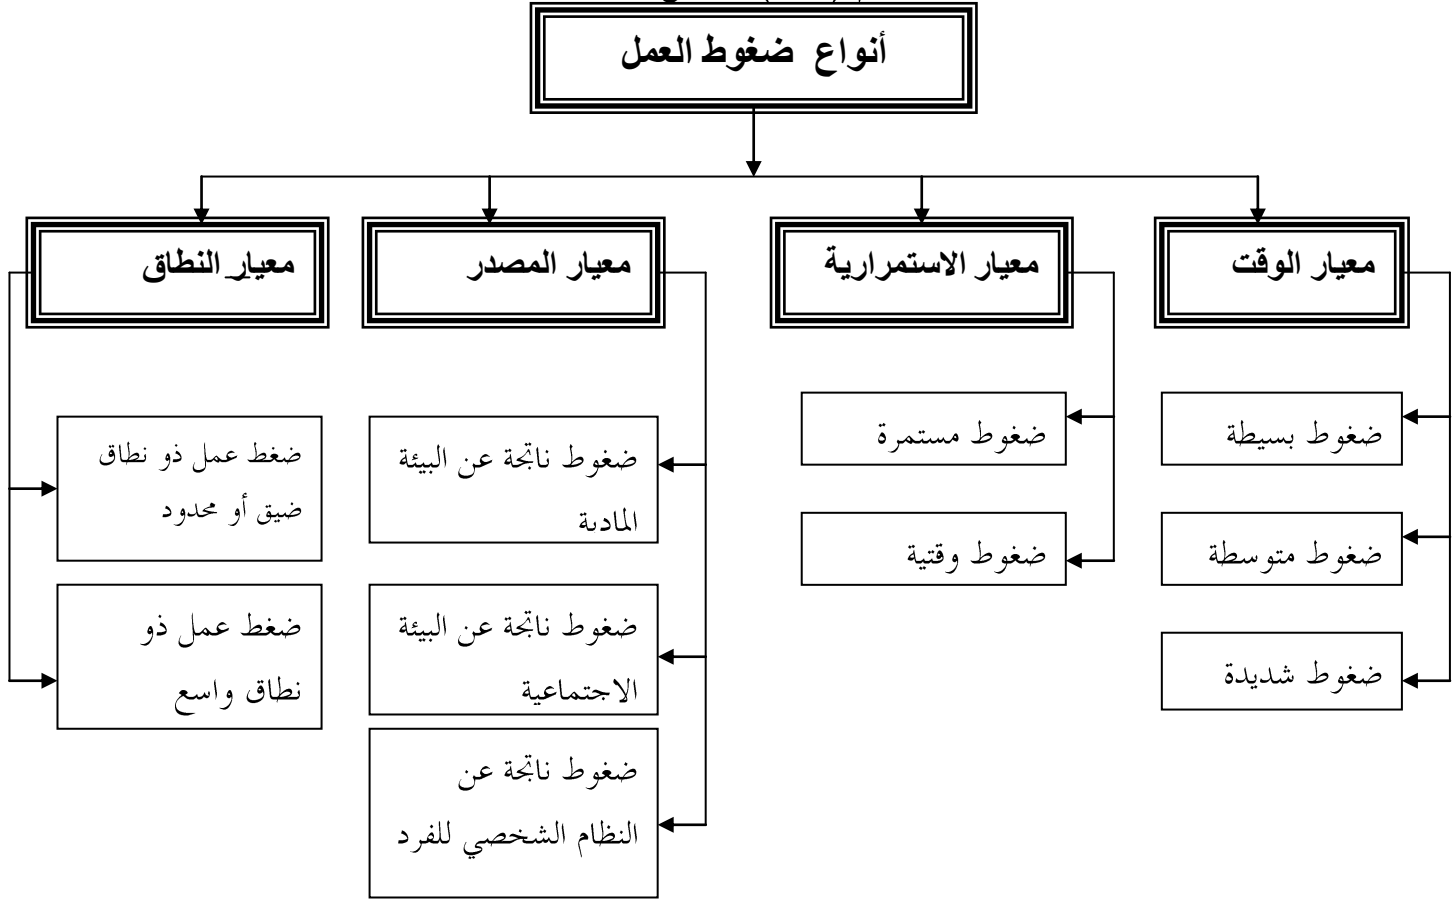 أنواع ضغوط العمل
معيار الوقت
معيار الاستمرارية
معيار المصدر
معيار النطاق
ضغوط بسيطة
ضغوط متوسطة
ضغوط شديدة
ضغوط مستمرة
ضغوط وقتية
ضغوط ناتجة عن البيئة
المادية
ضغوط ناتجة عن البيئة
الاجتماعية
ضغوط ناتجة عن
النظام الشخصي للفرد
ضغط عمل ذو نطاق
ضيق أو محدود
ضغط عمل ذو
نطاق واسع